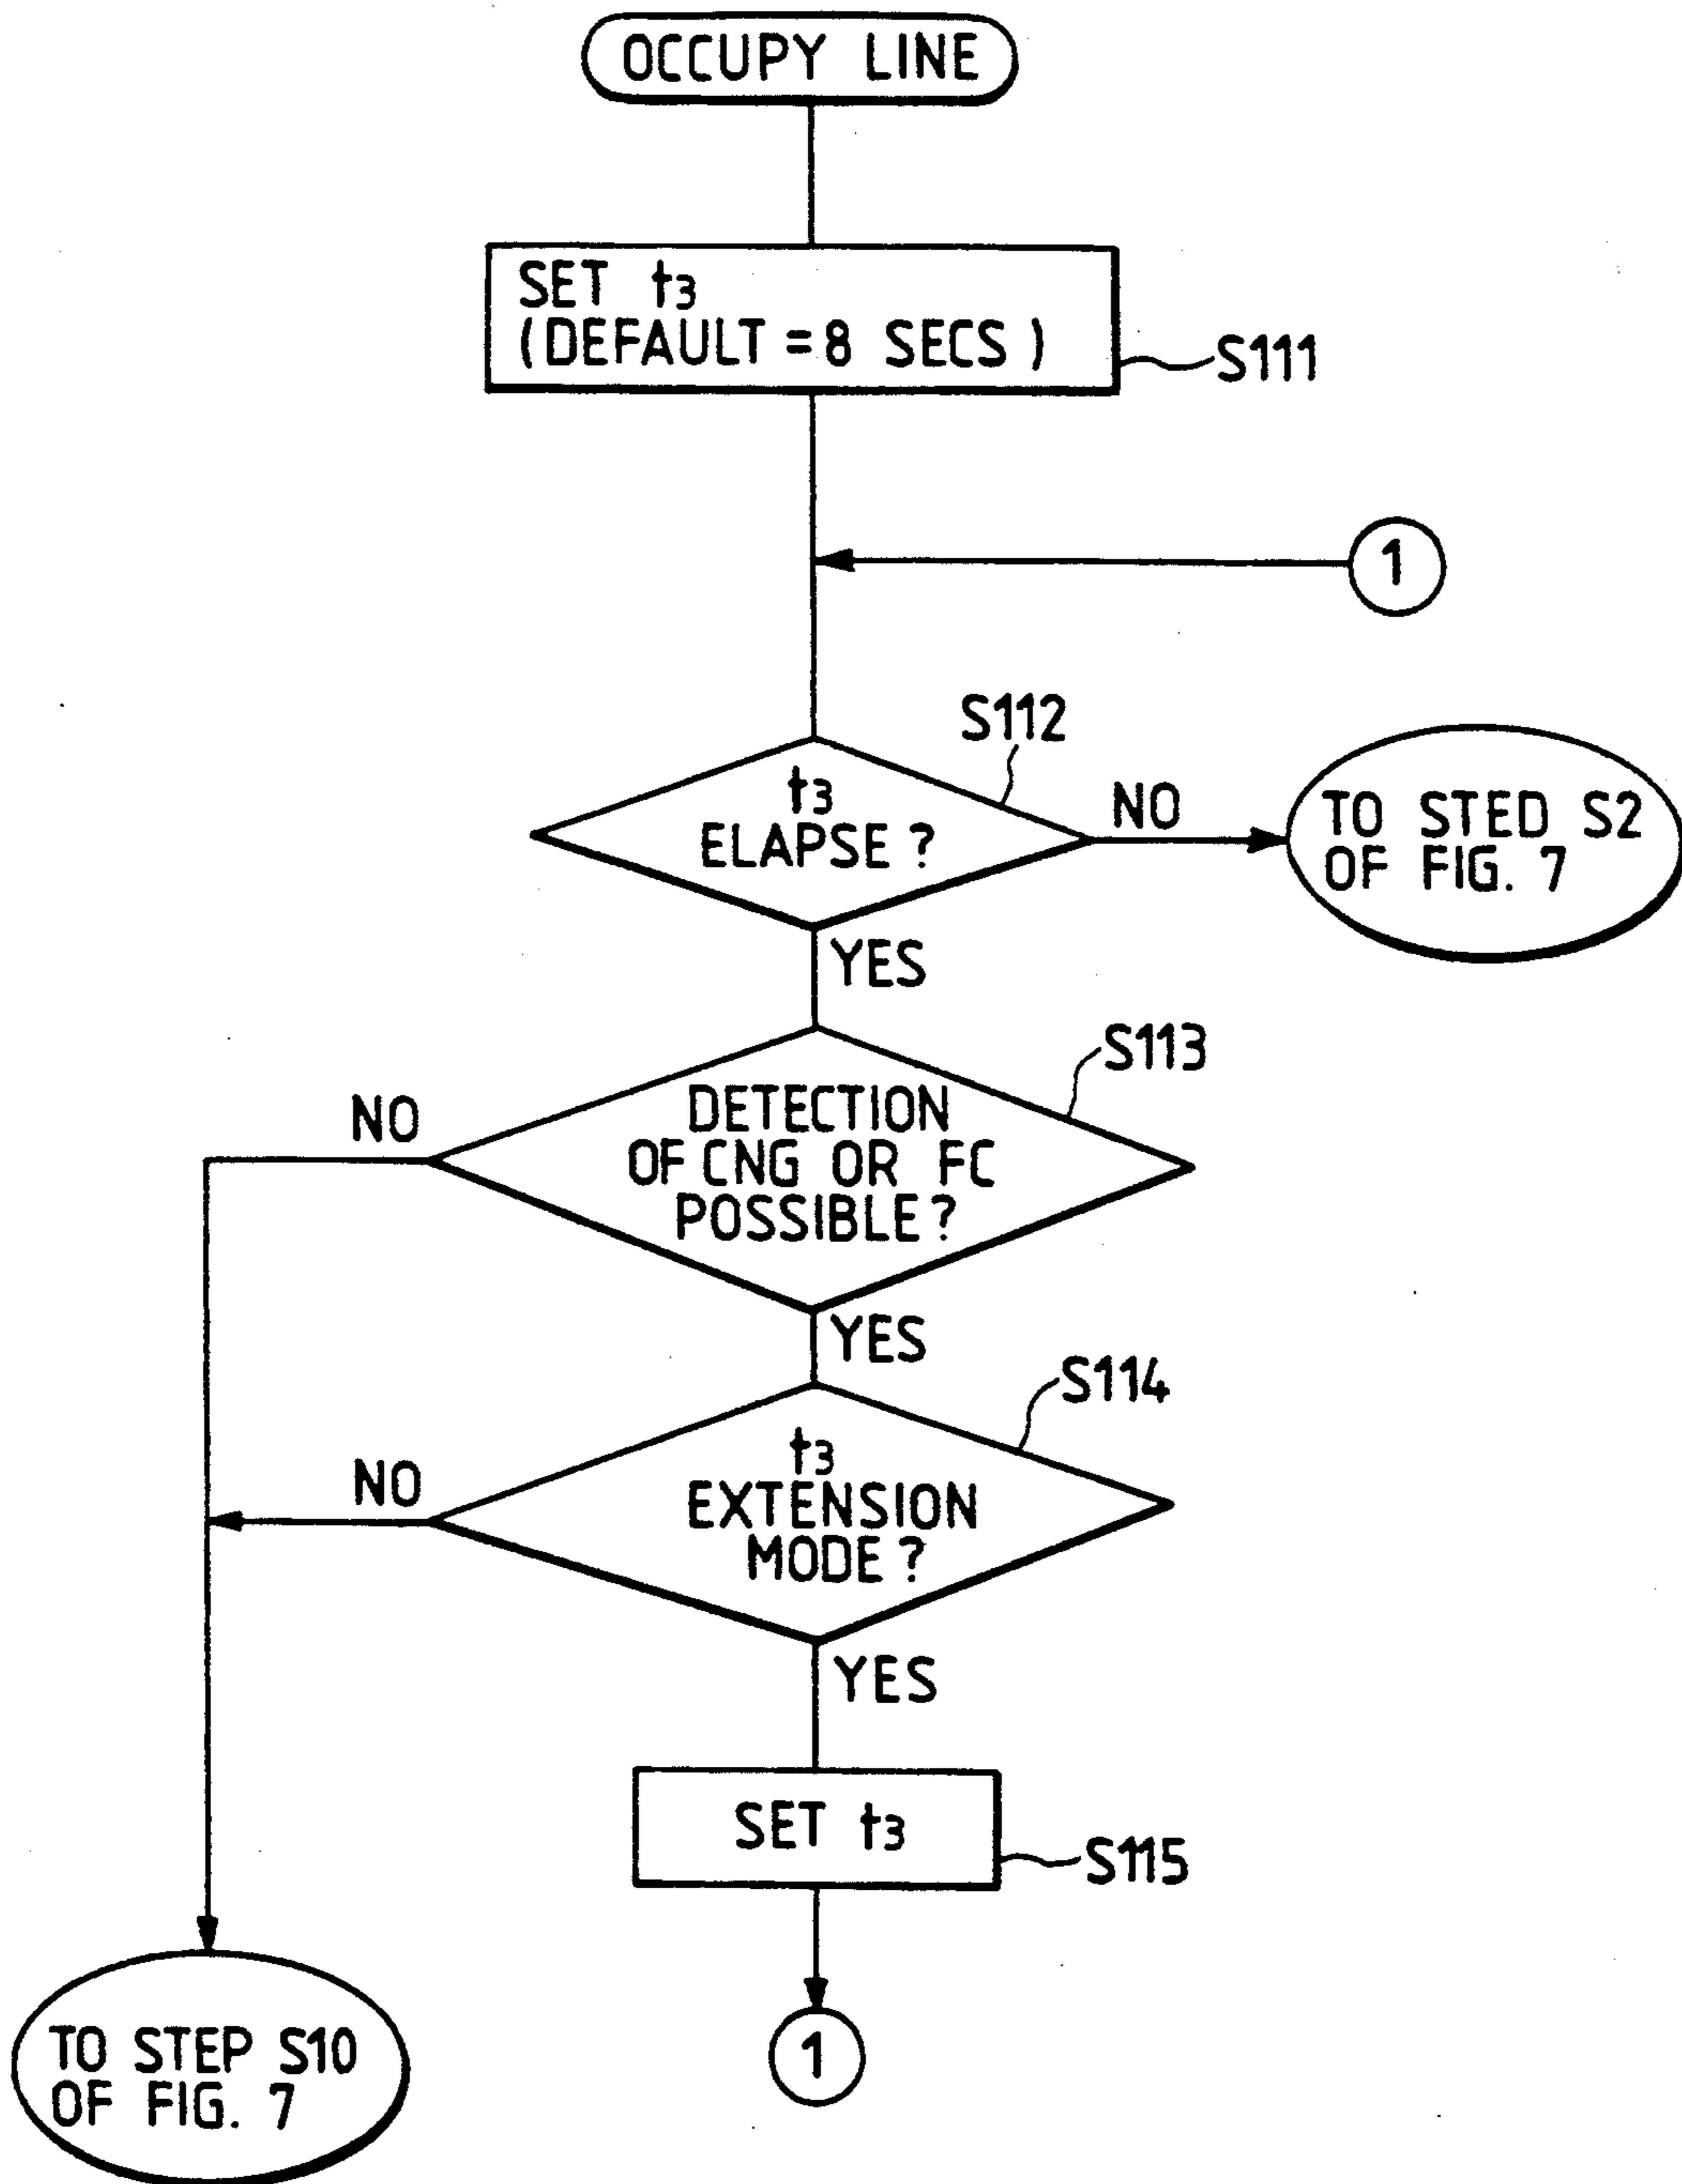 OCCUPY LINE
SET t3
(DEFAULT = 8 SECS )
S111
1
S112
t3
ELAPSE ?
NO
TO STED S2
OF FIG. 7
YES
S113
DETECTION
OF CNG OR FC
POSSIBLE ?
NO
YES
S114
t3
EXTENSION
MODE ?
NO
YES
SET t3
S115
1
TO STEP S10
OF FIG. 7